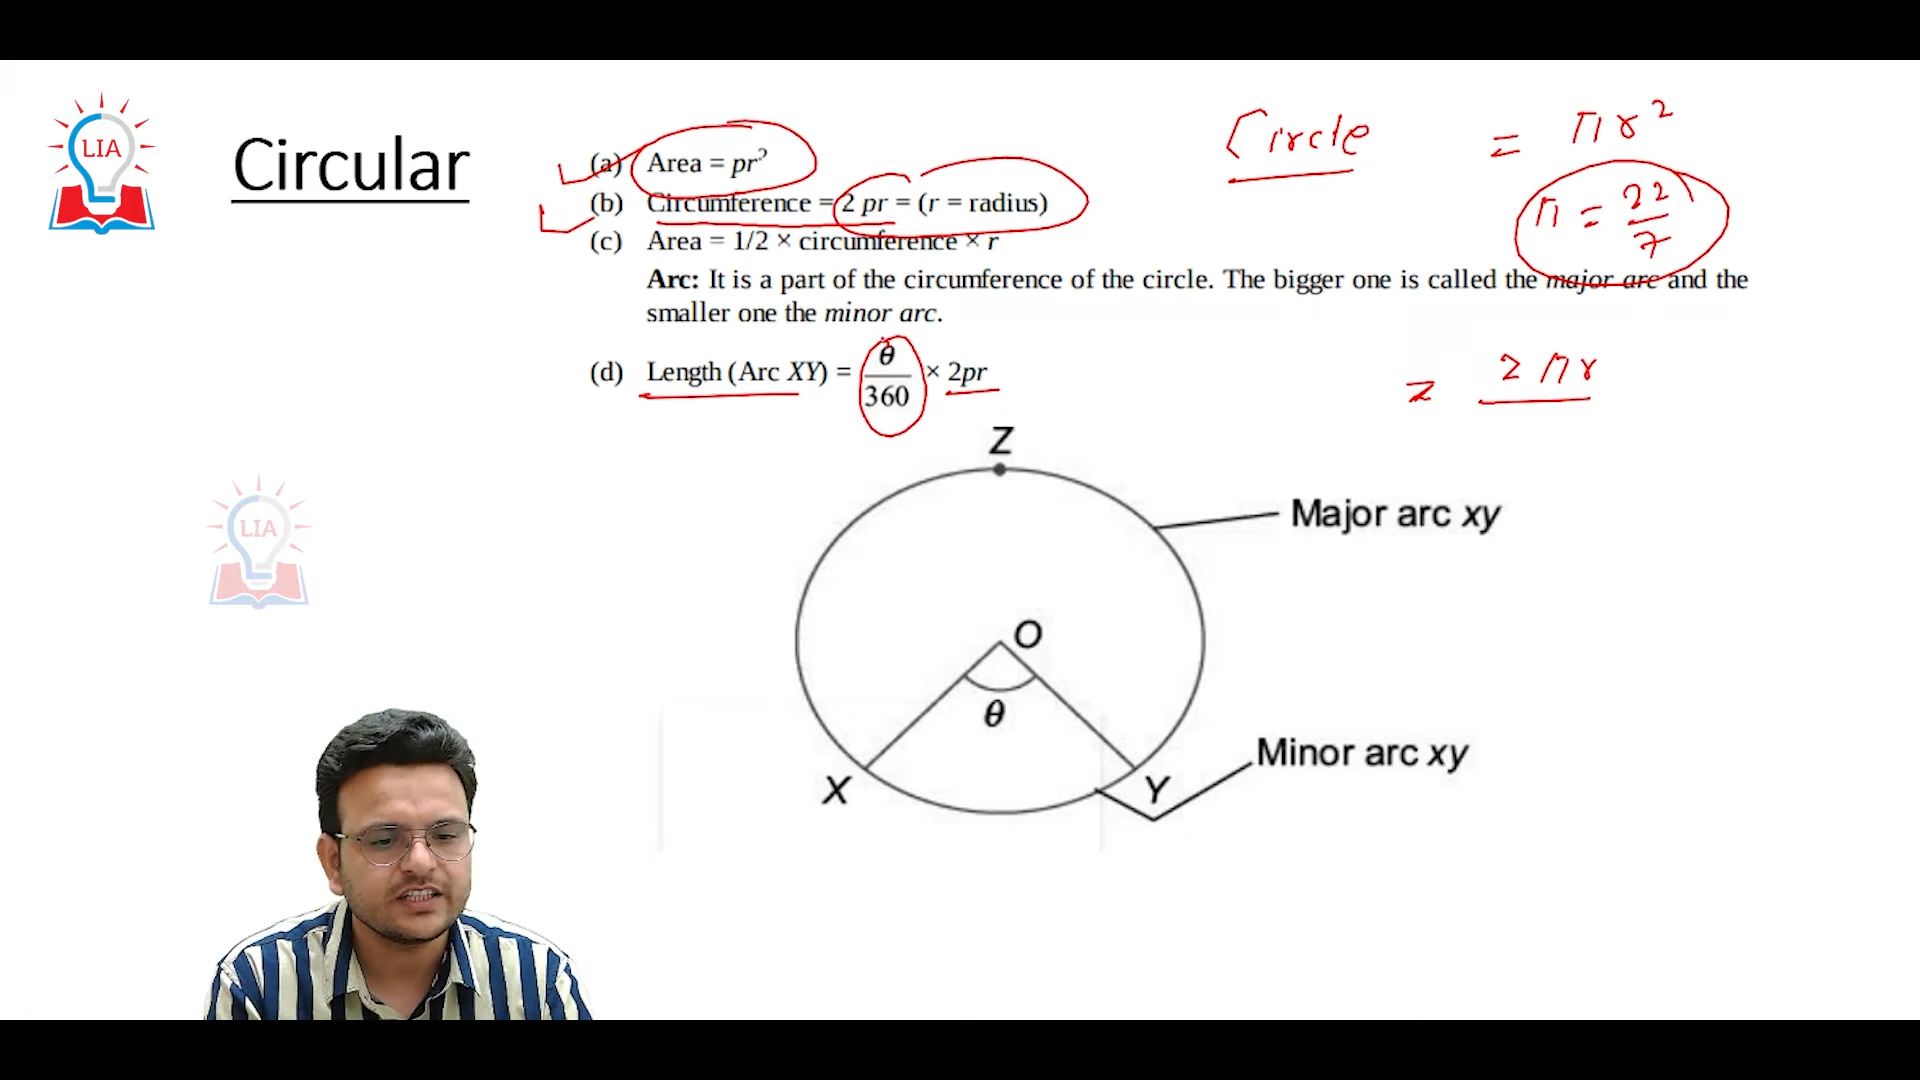 LIA
Circular
(a) Area = pr²
(b) Circumference = 2 pr = (r = radius)
(c) Area = 1/2 × circumference × r
Arc: It is a part of the circumference of the circle. The bigger one is called the major arc and the
smaller one the minor arc.
(d) Length (Arc XY) = θ/360 × 2pr
Circle = πr²
π = 22/7
= 2πr
Z
Major arc xy
O
θ
X
Y
Minor arc xy
LIA